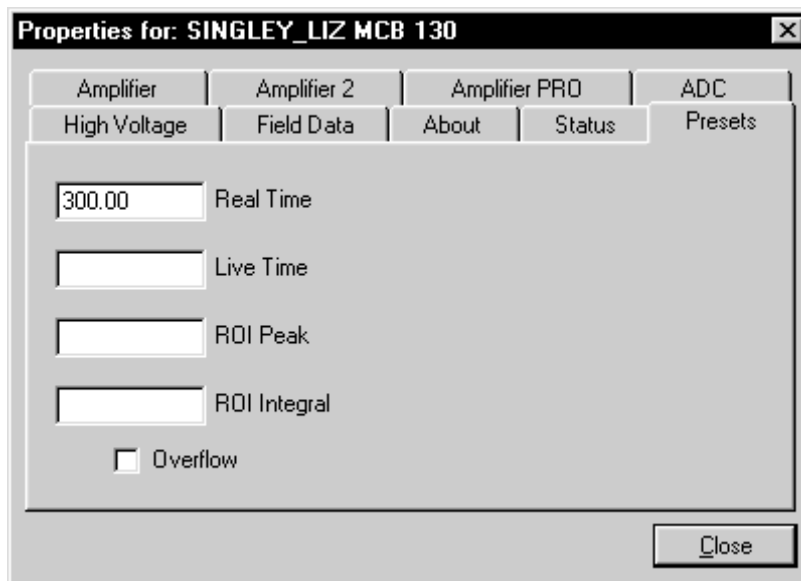 Properties for: SINGLEY_LIZ MCB 130
Amplifier Amplifier 2 Amplifier PRO ADC
High Voltage Field Data About Status Presets
300.00 Real Time
Live Time
ROI Peak
ROI Integral
Overflow
Close